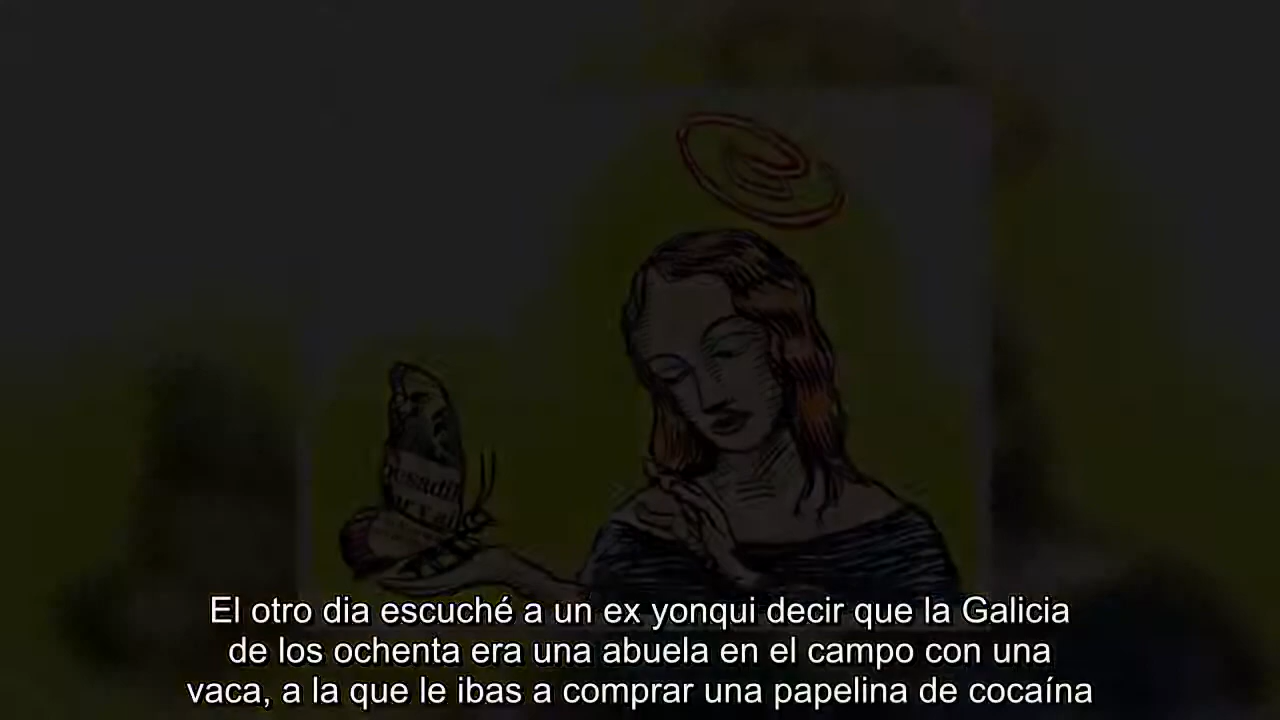 El otro dia escuché a un ex yonqui decir que la Galicia
de los ochenta era una abuela en el campo con una
vaca, a la que le ibas a comprar una papelina de cocaína